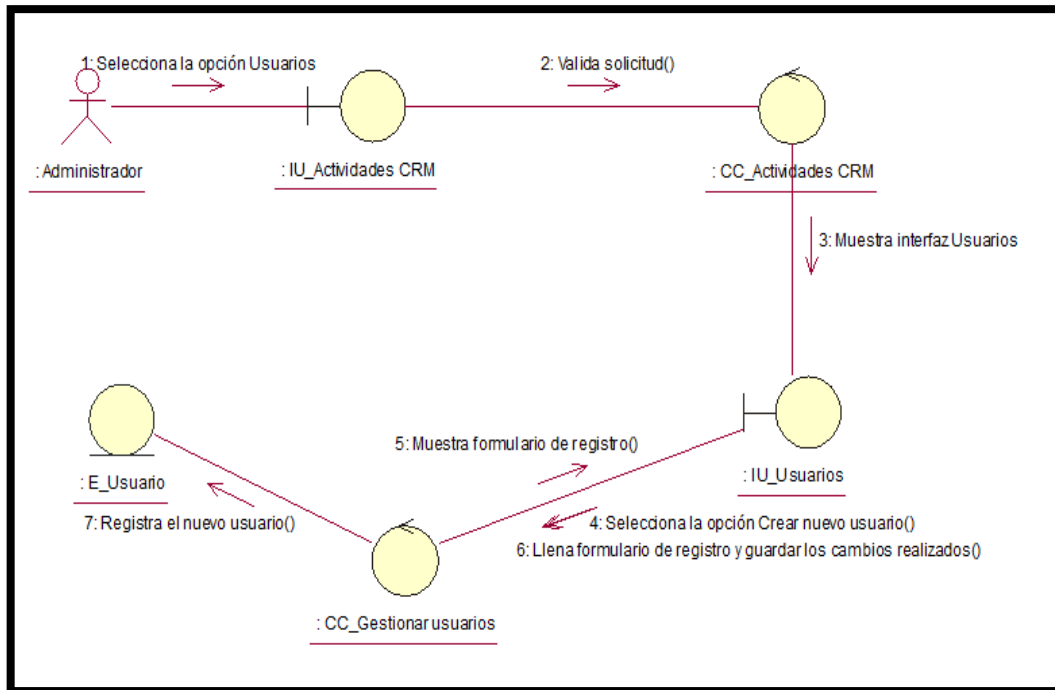 1: Selecciona la opción Usuarios
2: Valida solicitud()
: Administrador
: IU_Actividades CRM
: CC_Actividades CRM
3: Muestra interfaz Usuarios
5: Muestra formulario de registro()
: E_Usuario
: IU_Usuarios
7: Registra el nuevo usuario()
4: Selecciona la opción Crear nuevo usuario()
6: Llena formulario de registro y guardar los cambios realizados()
: CC_Gestionar usuarios